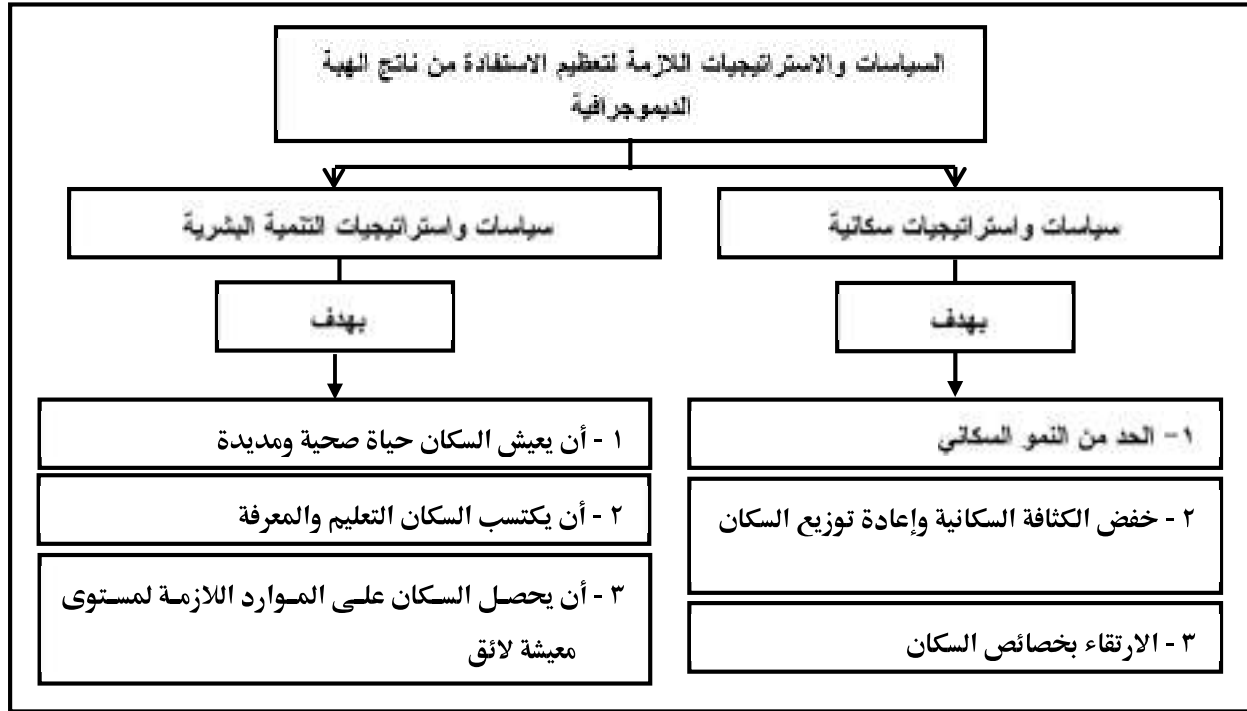 السياسات والاستراتيجيات اللازمة لتعظيم الاستفادة من ناتج الهبة
الديموجرافية
سياسات واستراتيجيات سكانية
سياسات واستراتيجيات التنمية البشرية
بهدف
بهدف
١- الحد من النمو السكاني
٢ - خفض الكثافة السكانية وإعادة توزيع السكان
٣ - الارتقاء بخصائص السكان
١ - أن يعيش السكان حياة صحية ومديدة
٢ - أن يكتسب السكان التعليم والمعرفة
٣ - أن يحصل السكان على الموارد اللازمة لمستوى
معيشة لائق